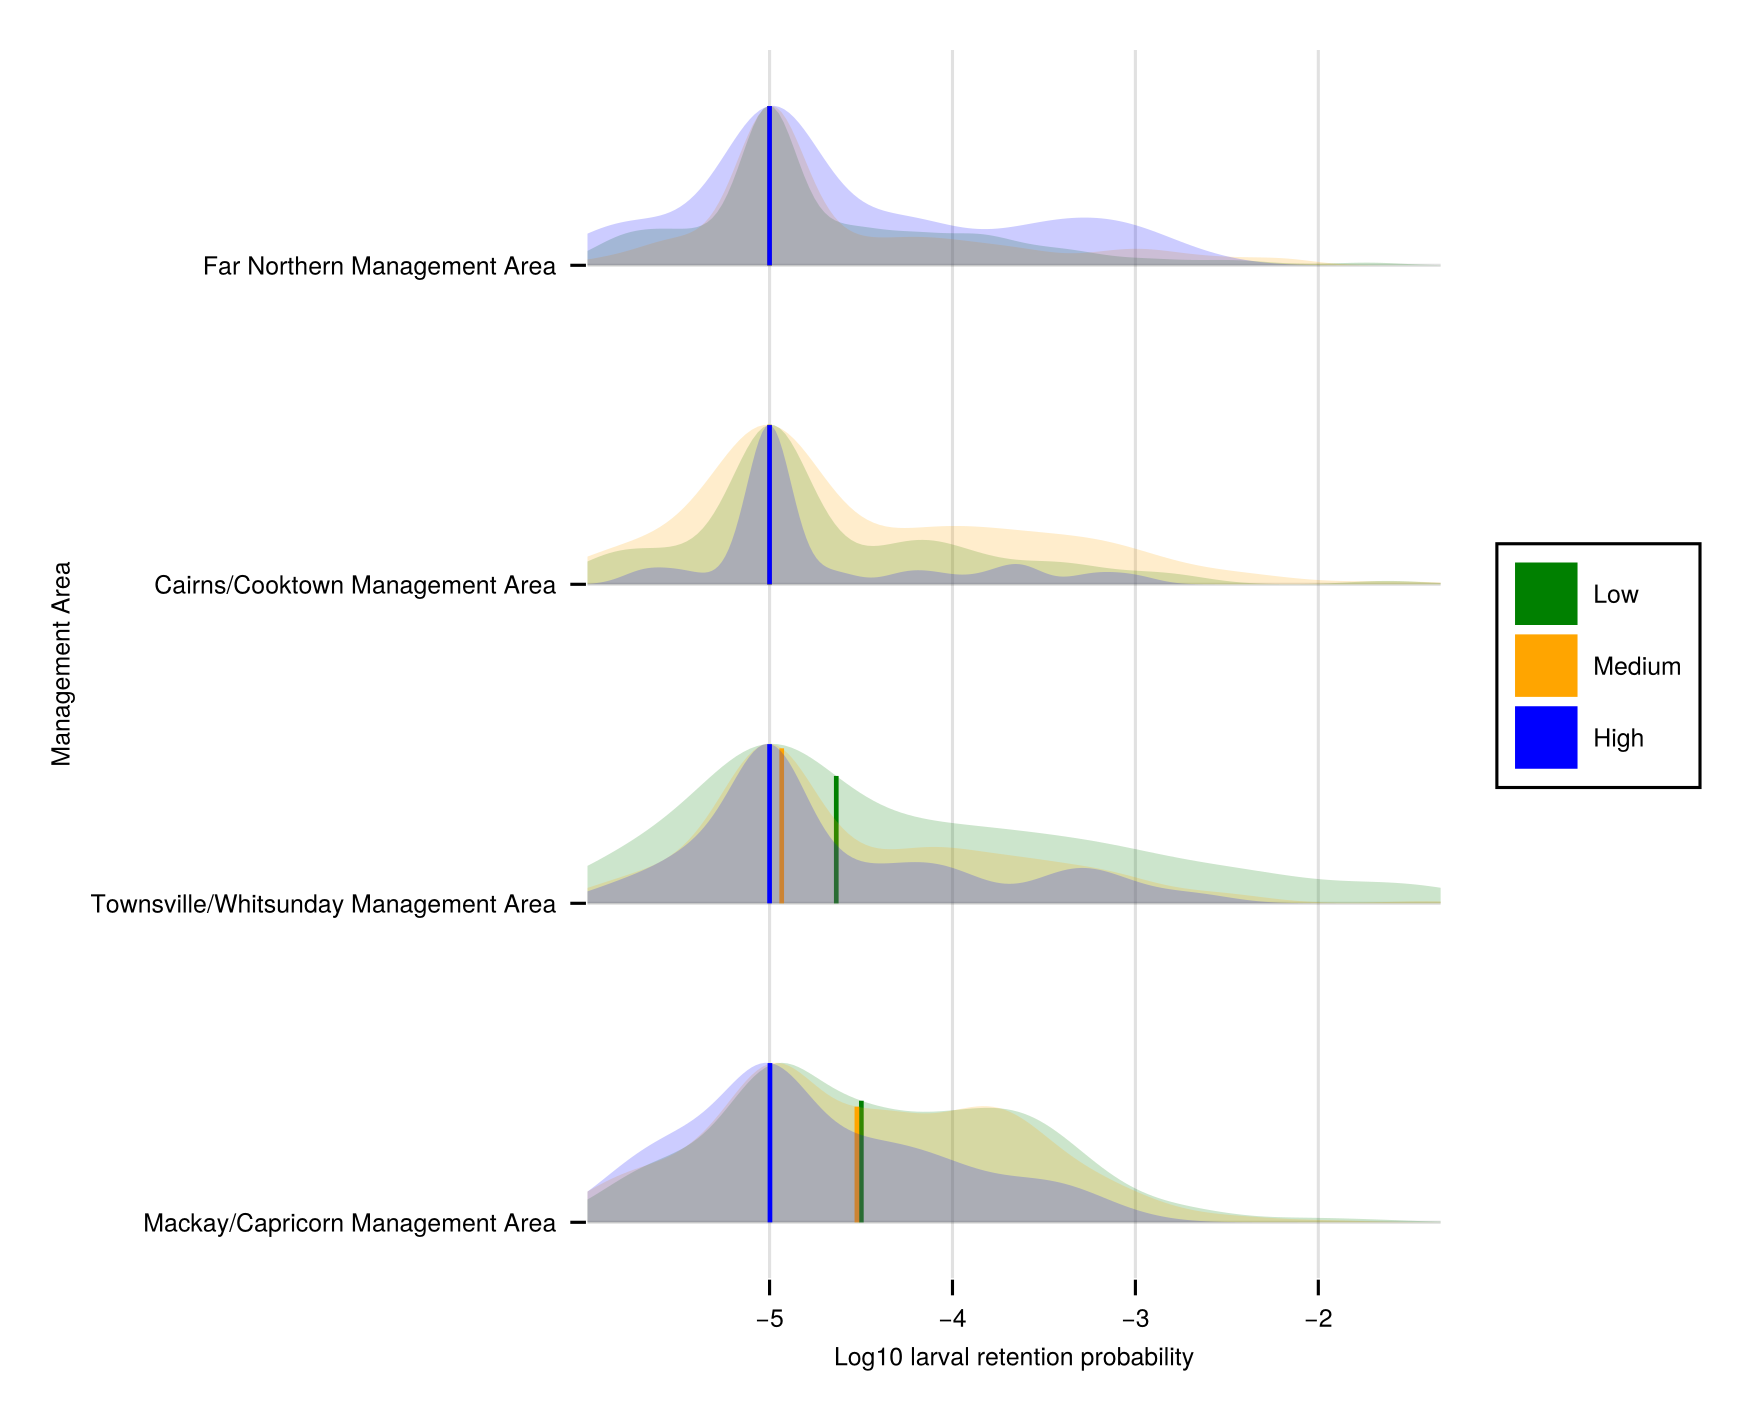 Far Northern Management Area
Cairns/Cooktown Management Area
Townsville/Whitsunday Management Area
Mackay/Capricorn Management Area
Management Area
−5
−4
−3
−2
Log10 larval retention probability
Low
Medium
High